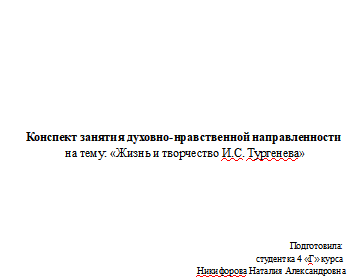 Конспект занятия духовно-нравственной направленности
на тему: «Жизнь и творчество И.С. Тургенева»
Подготовила:
студентка 4 «Г» курса
Никифорова Наталия Александровна